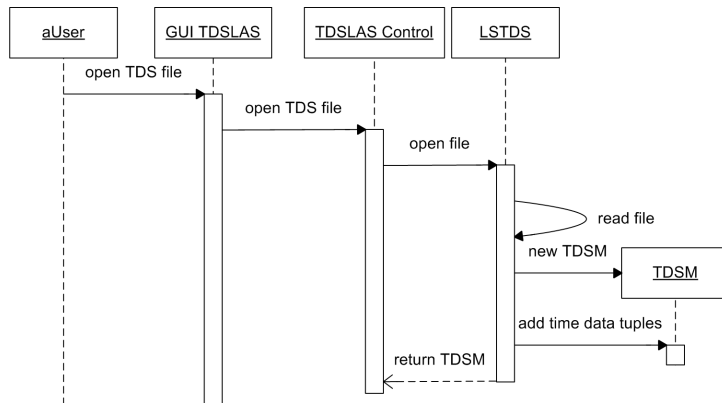 aUser
GUI TDSLAS
TDSLAS Control
LSTDS
open TDS file
open TDS file
open file
read file
new TDSM
TDSM
add time data tuples
return TDSM